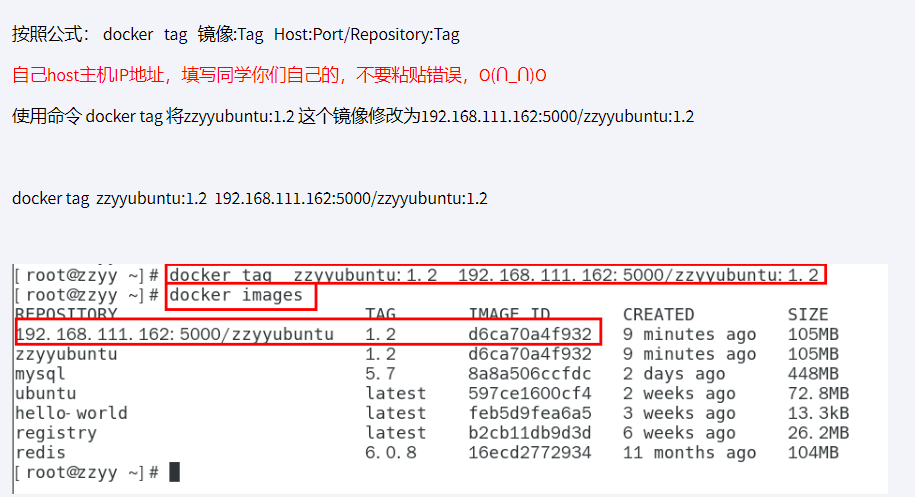 按照公式： docker tag 镜像:Tag Host:Port/Repository:Tag
自己host主机IP地址，填写同学你们自己的，不要粘贴错误，O(∩_∩)O
使用命令 docker tag 将zzyyubuntu:1.2 这个镜像修改为192.168.111.162:5000/zzyyubuntu:1.2
docker tag zzyyubuntu:1.2 192.168.111.162:5000/zzyyubuntu:1.2
[root@zzyy ~]# docker tag zzyyubuntu:1.2 192.168.111.162:5000/zzyyubuntu:1.2
[root@zzyy ~]# docker images
REPOSITORY TAG IMAGE ID CREATED SIZE
192.168.111.162:5000/zzyyubuntu 1.2 d6ca70a4f932 9 minutes ago 105MB
zzyyubuntu 1.2 d6ca70a4f932 9 minutes ago 105MB
mysql 5.7 8a8a506ccfdc 2 days ago 448MB
ubuntu latest 597ce1600cf4 2 weeks ago 72.8MB
hello-world latest feb5d9fea6a5 3 weeks ago 13.3kB
registry latest b2cb11db9d3d 6 weeks ago 26.2MB
redis 6.0.8 16ecd2772934 11 months ago 104MB
[root@zzyy ~]#